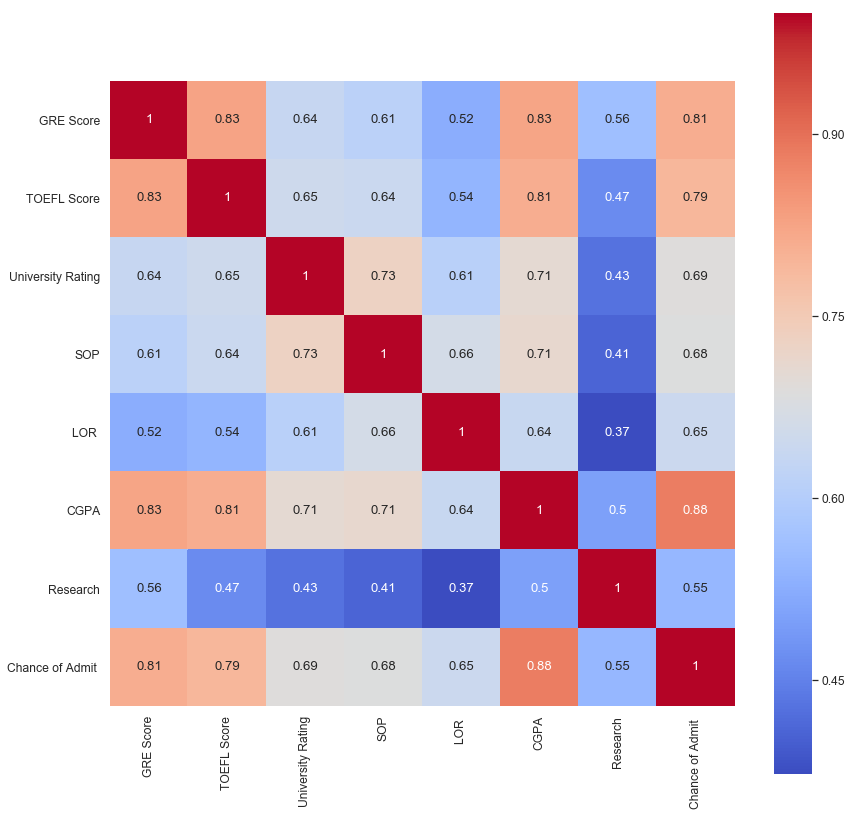 GRE Score 1 0.83 0.64 0.61 0.52 0.83 0.56 0.81
TOEFL Score 0.83 1 0.65 0.64 0.54 0.81 0.47 0.79
University Rating 0.64 0.65 1 0.73 0.61 0.71 0.43 0.69
SOP 0.61 0.64 0.73 1 0.66 0.71 0.41 0.68
LOR 0.52 0.54 0.61 0.66 1 0.64 0.37 0.65
CGPA 0.83 0.81 0.71 0.71 0.64 1 0.5 0.88
Research 0.56 0.47 0.43 0.41 0.37 0.5 1 0.55
Chance of Admit 0.81 0.79 0.69 0.68 0.65 0.88 0.55 1
GRE Score
TOEFL Score
University Rating
SOP
LOR
CGPA
Research
Chance of Admit
0.90
0.75
0.60
0.45